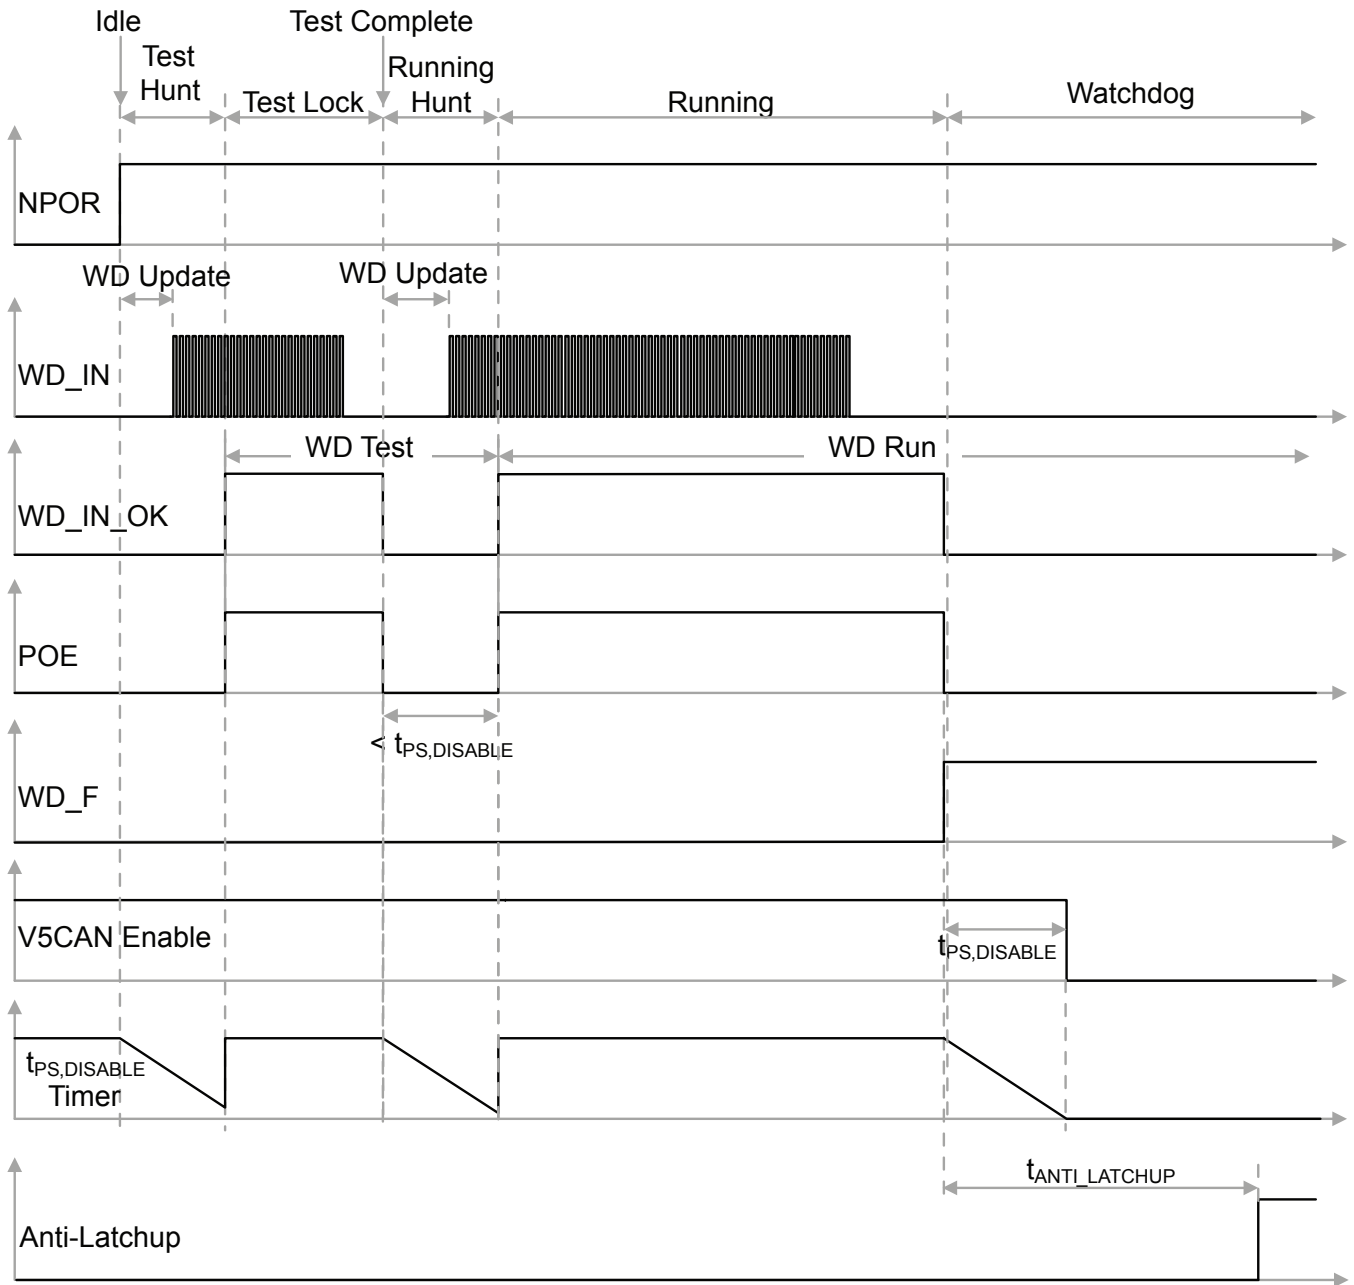 Idle
Test Complete
Test
Hunt
Test Lock
Running
Hunt
Running
Watchdog
NPOR
WD Update
WD Update
WD_IN
WD Test
WD Run
WD_IN_OK
POE
< tPS,DISABLE
WD_F
V5CAN Enable
tPS,DISABLE
tPS,DISABLE
Timer
tANTI_LATCHUP
Anti-Latchup